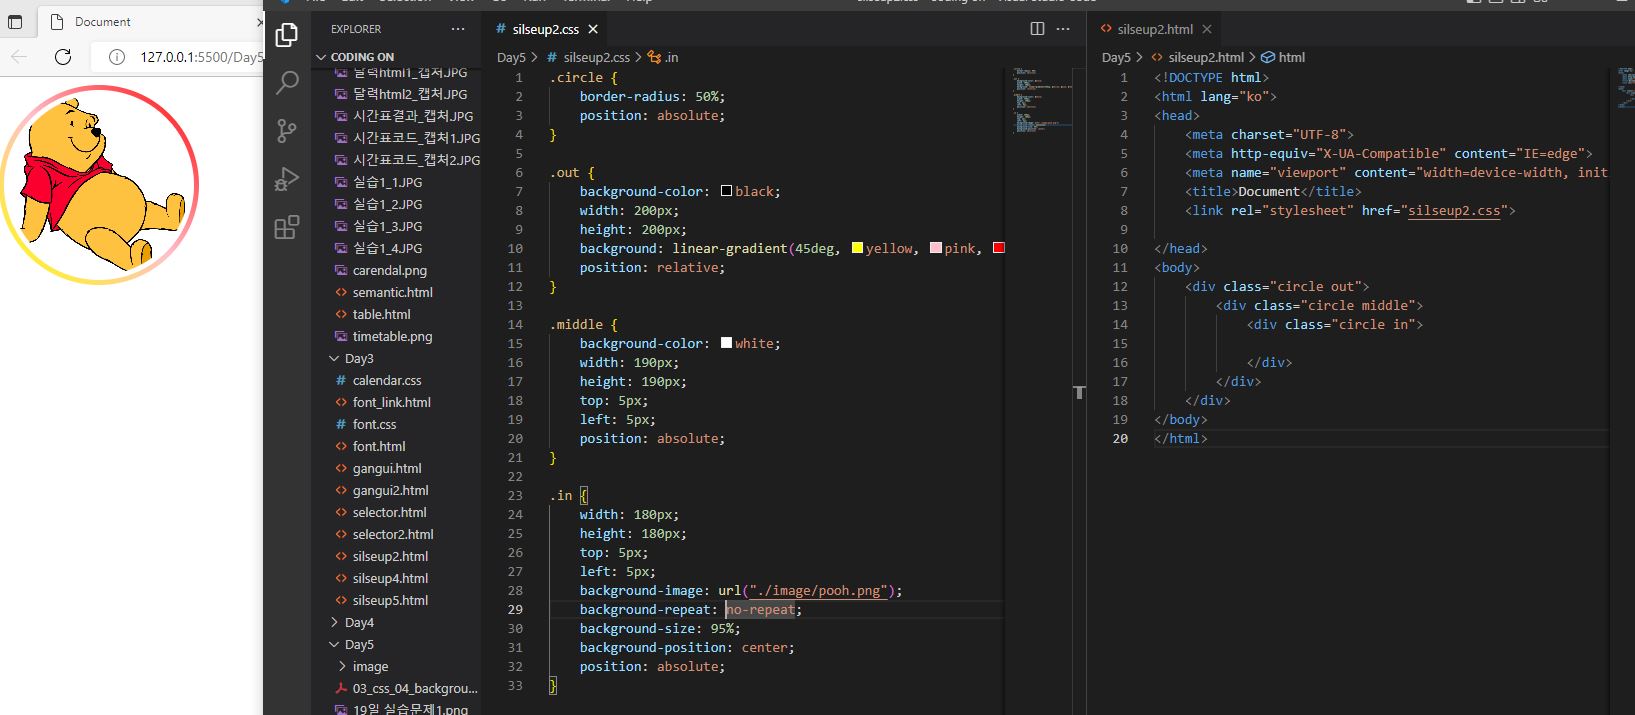 Document
127.0.0.1:5500/Day5
EXPLORER
CODING ON
달력html1_캡처.JPG
달력html2_캡처.JPG
시간표결과_캡처.JPG
시간표코드_캡처1.JPG
시간표코드_캡처2.JPG
실습1_1.JPG
실습1_2.JPG
실습1_3.JPG
실습1_4.JPG
carendal.png
semantic.html
table.html
timetable.png
Day3
calendar.css
font_link.html
font.css
font.html
gangui.html
gangui2.html
selector.html
selector2.html
silseup2.html
silseup4.html
silseup5.html
Day4
Day5
image
03_css_04_backgrou...
19일 실습문제1.png
# silseup2.css
Day5 > # silseup2.css > .in
1 .circle {
2 border-radius: 50%;
3 position: absolute;
4 }
5
6 .out {
7 background-color: black;
8 width: 200px;
9 height: 200px;
10 background: linear-gradient(45deg, yellow, pink,
11 position: relative;
12 }
13
14 .middle {
15 background-color: white;
16 width: 190px;
17 height: 190px;
18 top: 5px;
19 left: 5px;
20 position: absolute;
21 }
22
23 .in {
24 width: 180px;
25 height: 180px;
26 top: 5px;
27 left: 5px;
28 background-image: url("./image/pooh.png");
29 background-repeat: no-repeat;
30 background-size: 95%;
31 background-position: center;
32 position: absolute;
33 }
<> silseup2.html
Day5 > <> silseup2.html > html
1 <!DOCTYPE html>
2 <html lang="ko">
3 <head>
4 <meta charset="UTF-8">
5 <meta http-equiv="X-UA-Compatible" content="IE=edge">
6 <meta name="viewport" content="width=device-width, init
7 <title>Document</title>
8 <link rel="stylesheet" href="silseup2.css">
9
10 </head>
11 <body>
12 <div class="circle out">
13 <div class="circle middle">
14 <div class="circle in">
15
16 </div>
17 </div>
18 </div>
19 </body>
20 </html>